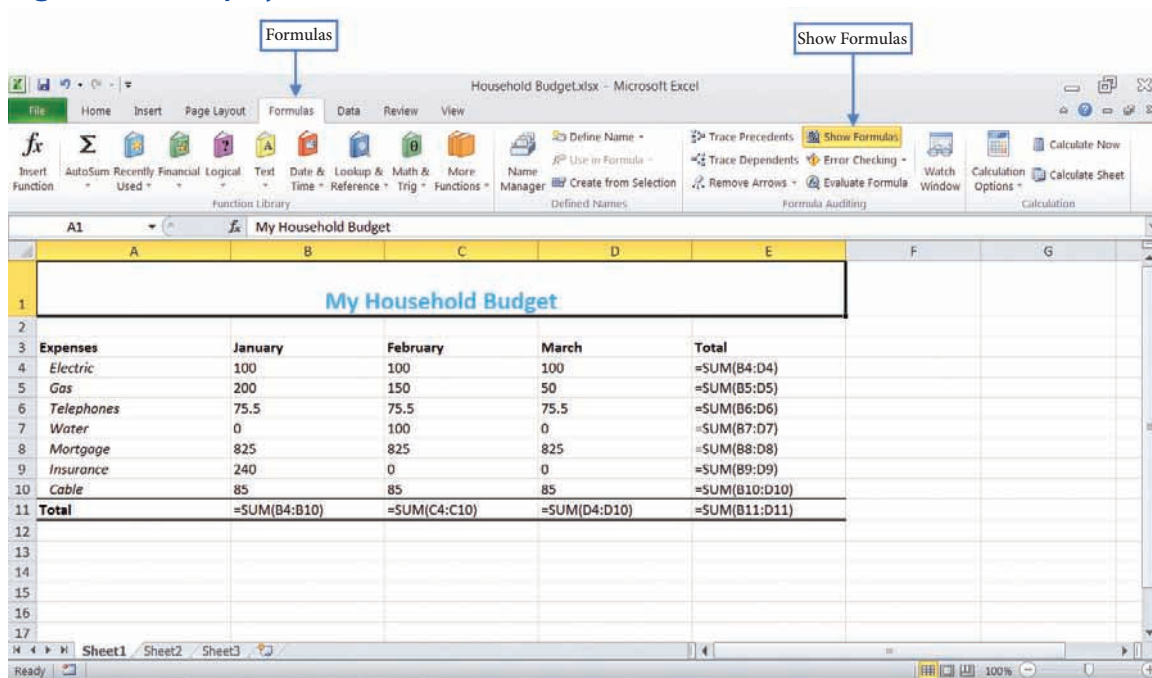 Formulas
Show Formulas
Household Budget.xlsx - Microsoft Excel
File Home Insert Page Layout Formulas Data Review View
Insert Function
AutoSum
Recently Used
Financial
Logical
Text
Date & Time
Lookup & Reference
Math & Trig
More Functions
Function Library
Name Manager
Define Name
Use in Formula
Create from Selection
Defined Names
Trace Precedents
Trace Dependents
Remove Arrows
Show Formulas
Error Checking
Evaluate Formula
Formula Auditing
Watch Window
Calculation Options
Calculate Now
Calculate Sheet
Calculation
A1 fx My Household Budget
A B C D E F G
1 My Household Budget
2
3 Expenses January February March Total
4 Electric 100 100 100 =SUM(B4:D4)
5 Gas 200 150 50 =SUM(B5:D5)
6 Telephones 75.5 75.5 75.5 =SUM(B6:D6)
7 Water 0 100 0 =SUM(B7:D7)
8 Mortgage 825 825 825 =SUM(B8:D8)
9 Insurance 240 0 0 =SUM(B9:D9)
10 Cable 85 85 85 =SUM(B10:D10)
11 Total =SUM(B4:B10) =SUM(C4:C10) =SUM(D4:D10) =SUM(B11:D11)
12
13
14
15
16
17
Sheet1 Sheet2 Sheet3
Ready 100%